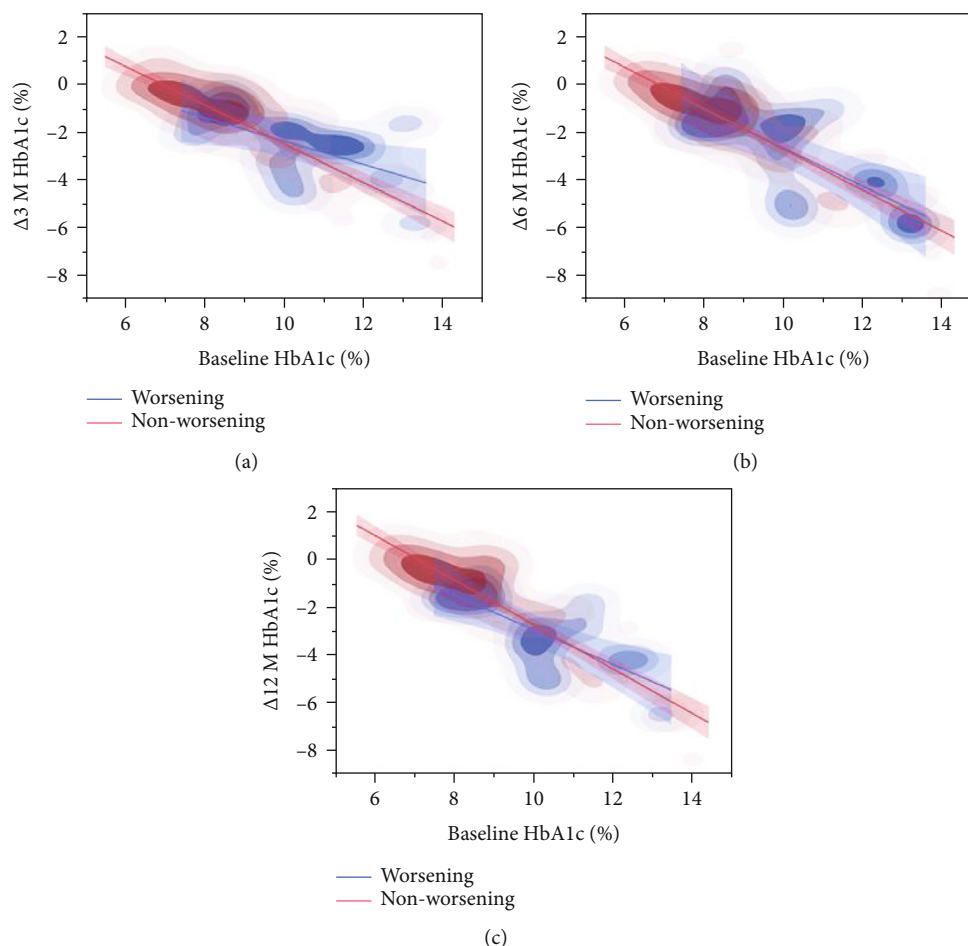 2
0
−2
−4
−6
−8
Δ3 M HbA1c (%)
6 8 10 12 14
Baseline HbA1c (%)
Worsening
Non-worsening
(a)
2
0
−2
−4
−6
−8
Δ6 M HbA1c (%)
6 8 10 12 14
Baseline HbA1c (%)
Worsening
Non-worsening
(b)
2
0
−2
−4
−6
−8
Δ12 M HbA1c (%)
6 8 10 12 14
Baseline HbA1c (%)
Worsening
Non-worsening
(c)